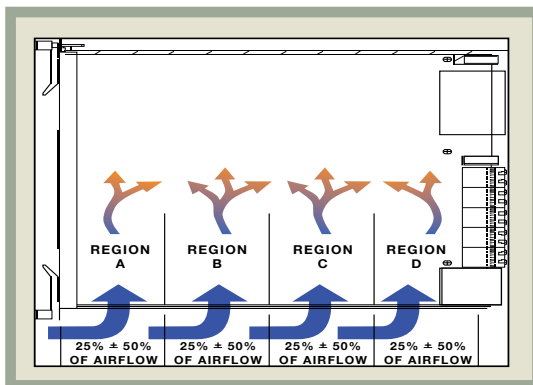 REGION A
REGION B
REGION C
REGION D
25% ± 50% OF AIRFLOW
25% ± 50% OF AIRFLOW
25% ± 50% OF AIRFLOW
25% ± 50% OF AIRFLOW